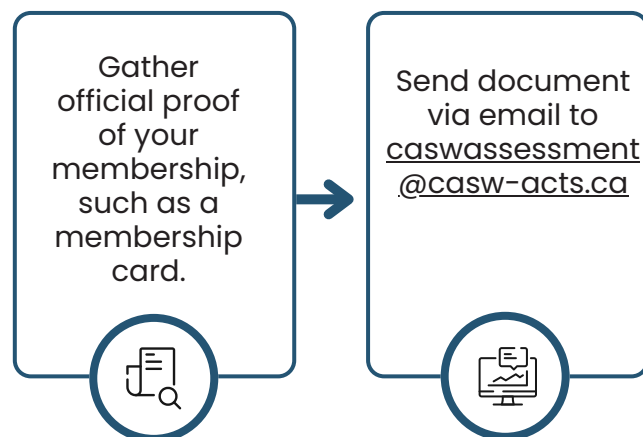 Gather
official proof
of your
membership,
such as a
membership
card.
Send document
via email to
caswassessment
@casw-acts.ca